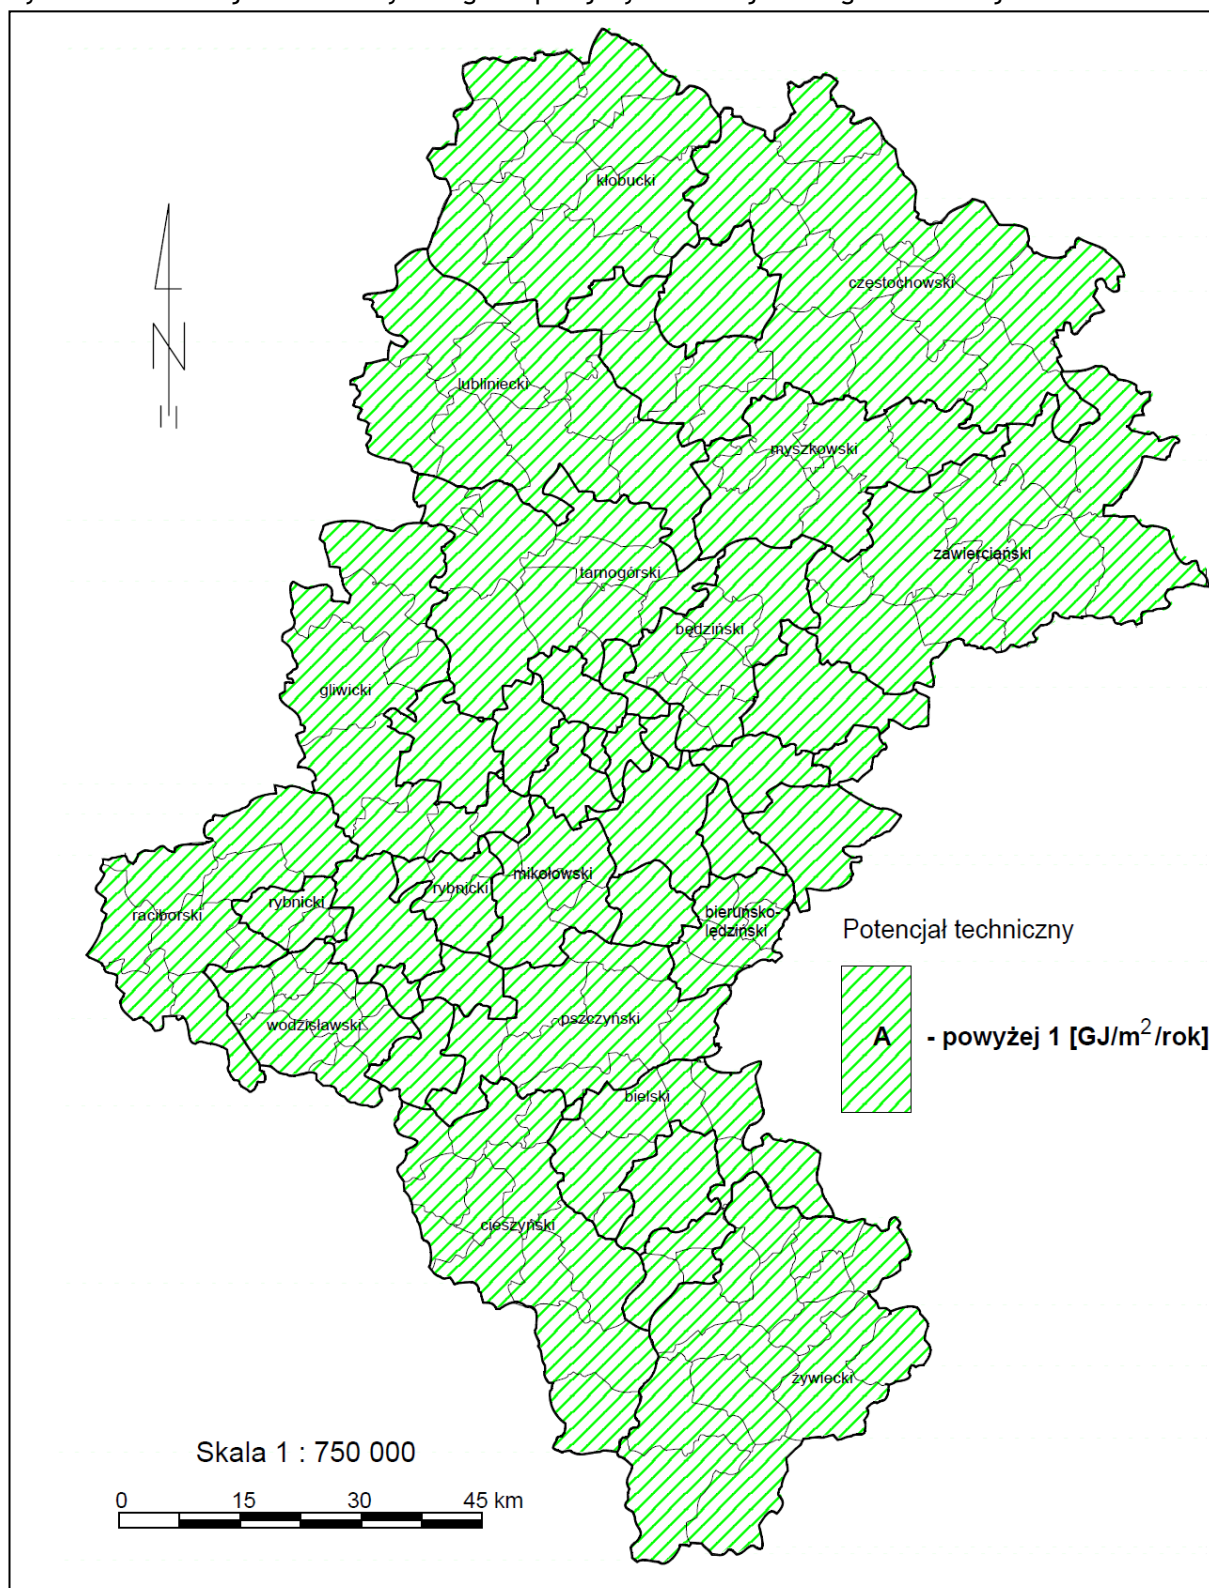 kłobucki
częstochowski
lubliniecki
myszkowski
zawierciański
tarnogórski
będziński
gliwicki
mikołowski
rybnicki
rybnicki
raciborski
bieruńsko-
lędziński
Potencjał techniczny
A - powyżej 1 [GJ/m²/rok]
pszczyński
wodzisławski
bielski
cieszyński
żywiecki
Skala 1 : 750 000
0 15 30 45 km
N